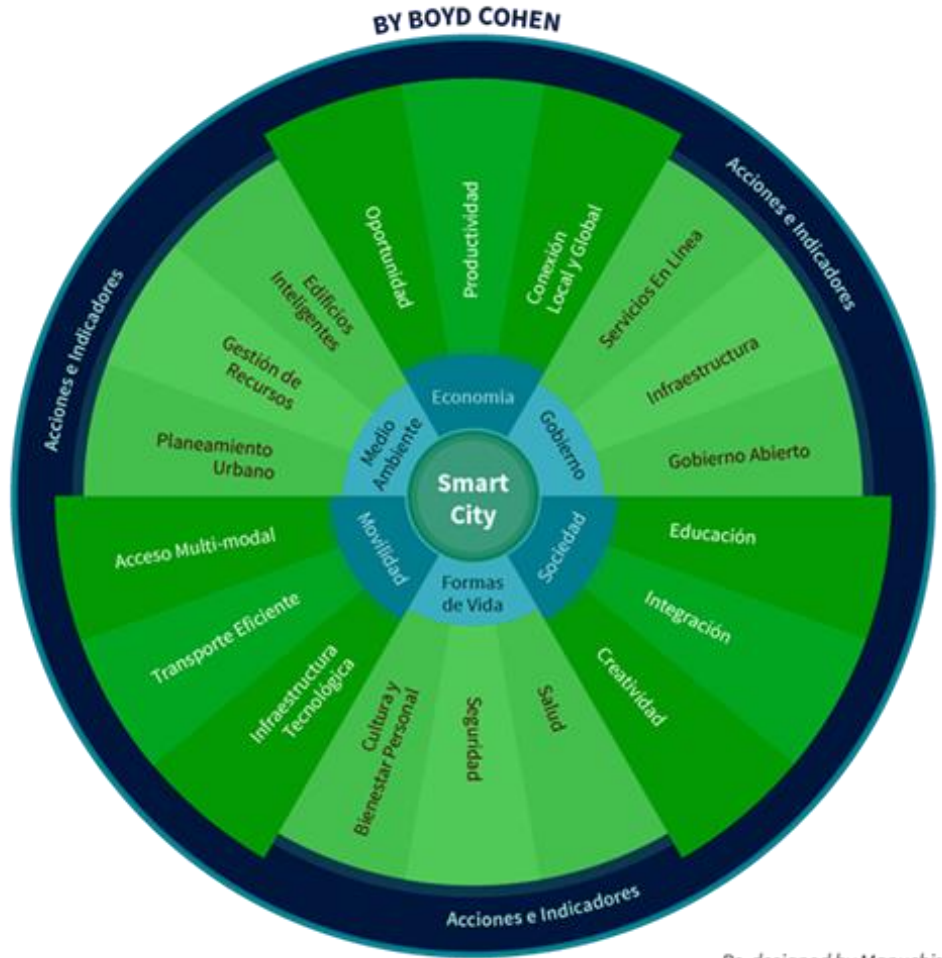 BY BOYD COHEN
Acciones e Indicadores
Acciones e Indicadores
Oportunidad
Productividad
Conexión
Local y Global
Servicios En Línea
Infraestructura
Gobierno Abierto
Edificios
Inteligentes
Gestión de
Recursos
Planeamiento
Urbano
Economia
Gobierno
Medio
Ambiente
Smart
City
Movilidad
Sociedad
Formas
de Vida
Acceso Multi-modal
Transporte Eficiente
Infraestructura
Tecnológica
Cultura y
Bienestar Personal
Seguridad
Salud
Educación
Integración
Creatividad
Acciones e Indicadores